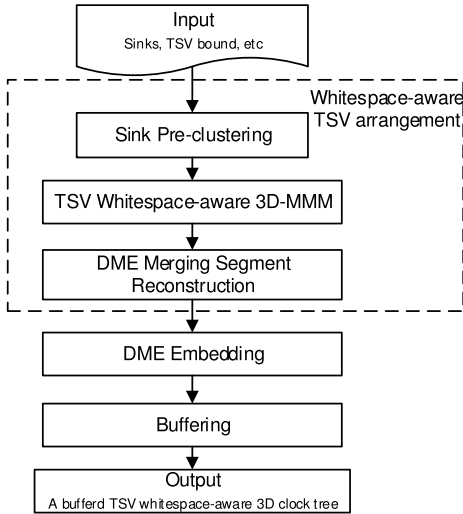 Input
Sinks, TSV bound, etc
Whitespace-aware
TSV arrangement
Sink Pre-clustering
TSV Whitespace-aware 3D-MMM
DME Merging Segment
Reconstruction
DME Embedding
Buffering
Output
A bufferd TSV whitespace-aware 3D clock tree